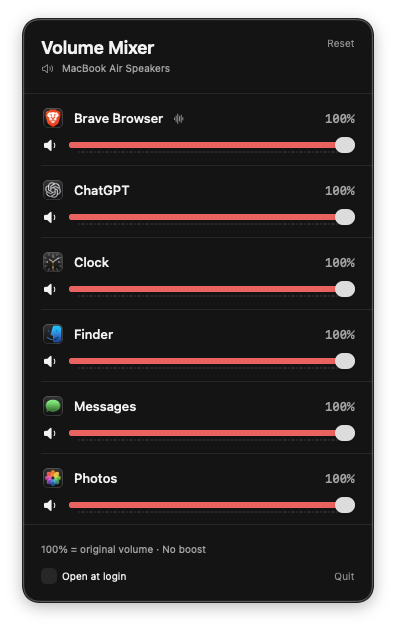 Volume Mixer
Reset
MacBook Air Speakers
Brave Browser 100%
ChatGPT 100%
Clock 100%
Finder 100%
Messages 100%
Photos 100%
100% = original volume · No boost
Open at login
Quit